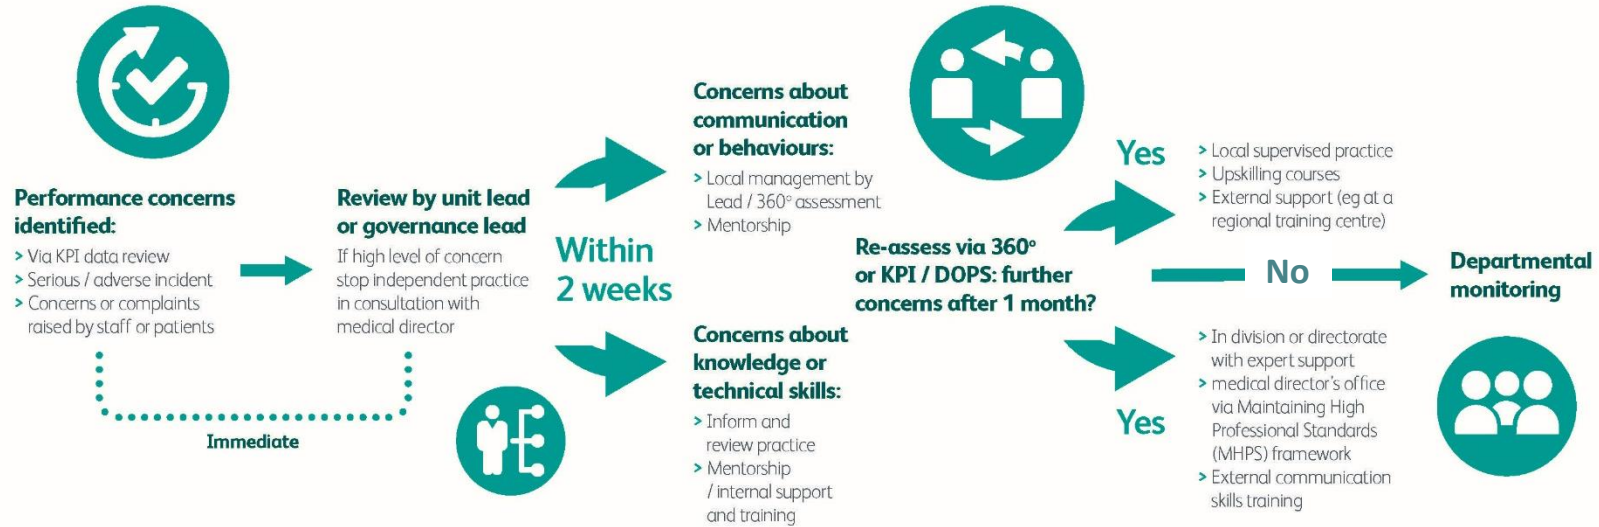 Performance concerns
identified:
> Via KPI data review
> Serious / adverse incident
> Concerns or complaints
raised by staff or patients
Immediate
Review by unit lead
or governance lead
If high level of concern
stop independent practice
in consultation with
medical director
Within
2 weeks
Concerns about
communication
or behaviours:
> Local management by
Lead / 360° assessment
> Mentorship
Concerns about
knowledge or
technical skills:
> Inform and
review practice
> Mentorship
/ internal support
and training
Re-assess via 360°
or KPI / DOPS: further
concerns after 1 month?
Yes
> Local supervised practice
> Upskilling courses
> External support (eg at a
regional training centre)
No
Departmental
monitoring
Yes
> In division or directorate
with expert support
> medical director's office
via Maintaining High
Professional Standards
(MHPS) framework
> External communication
skills training